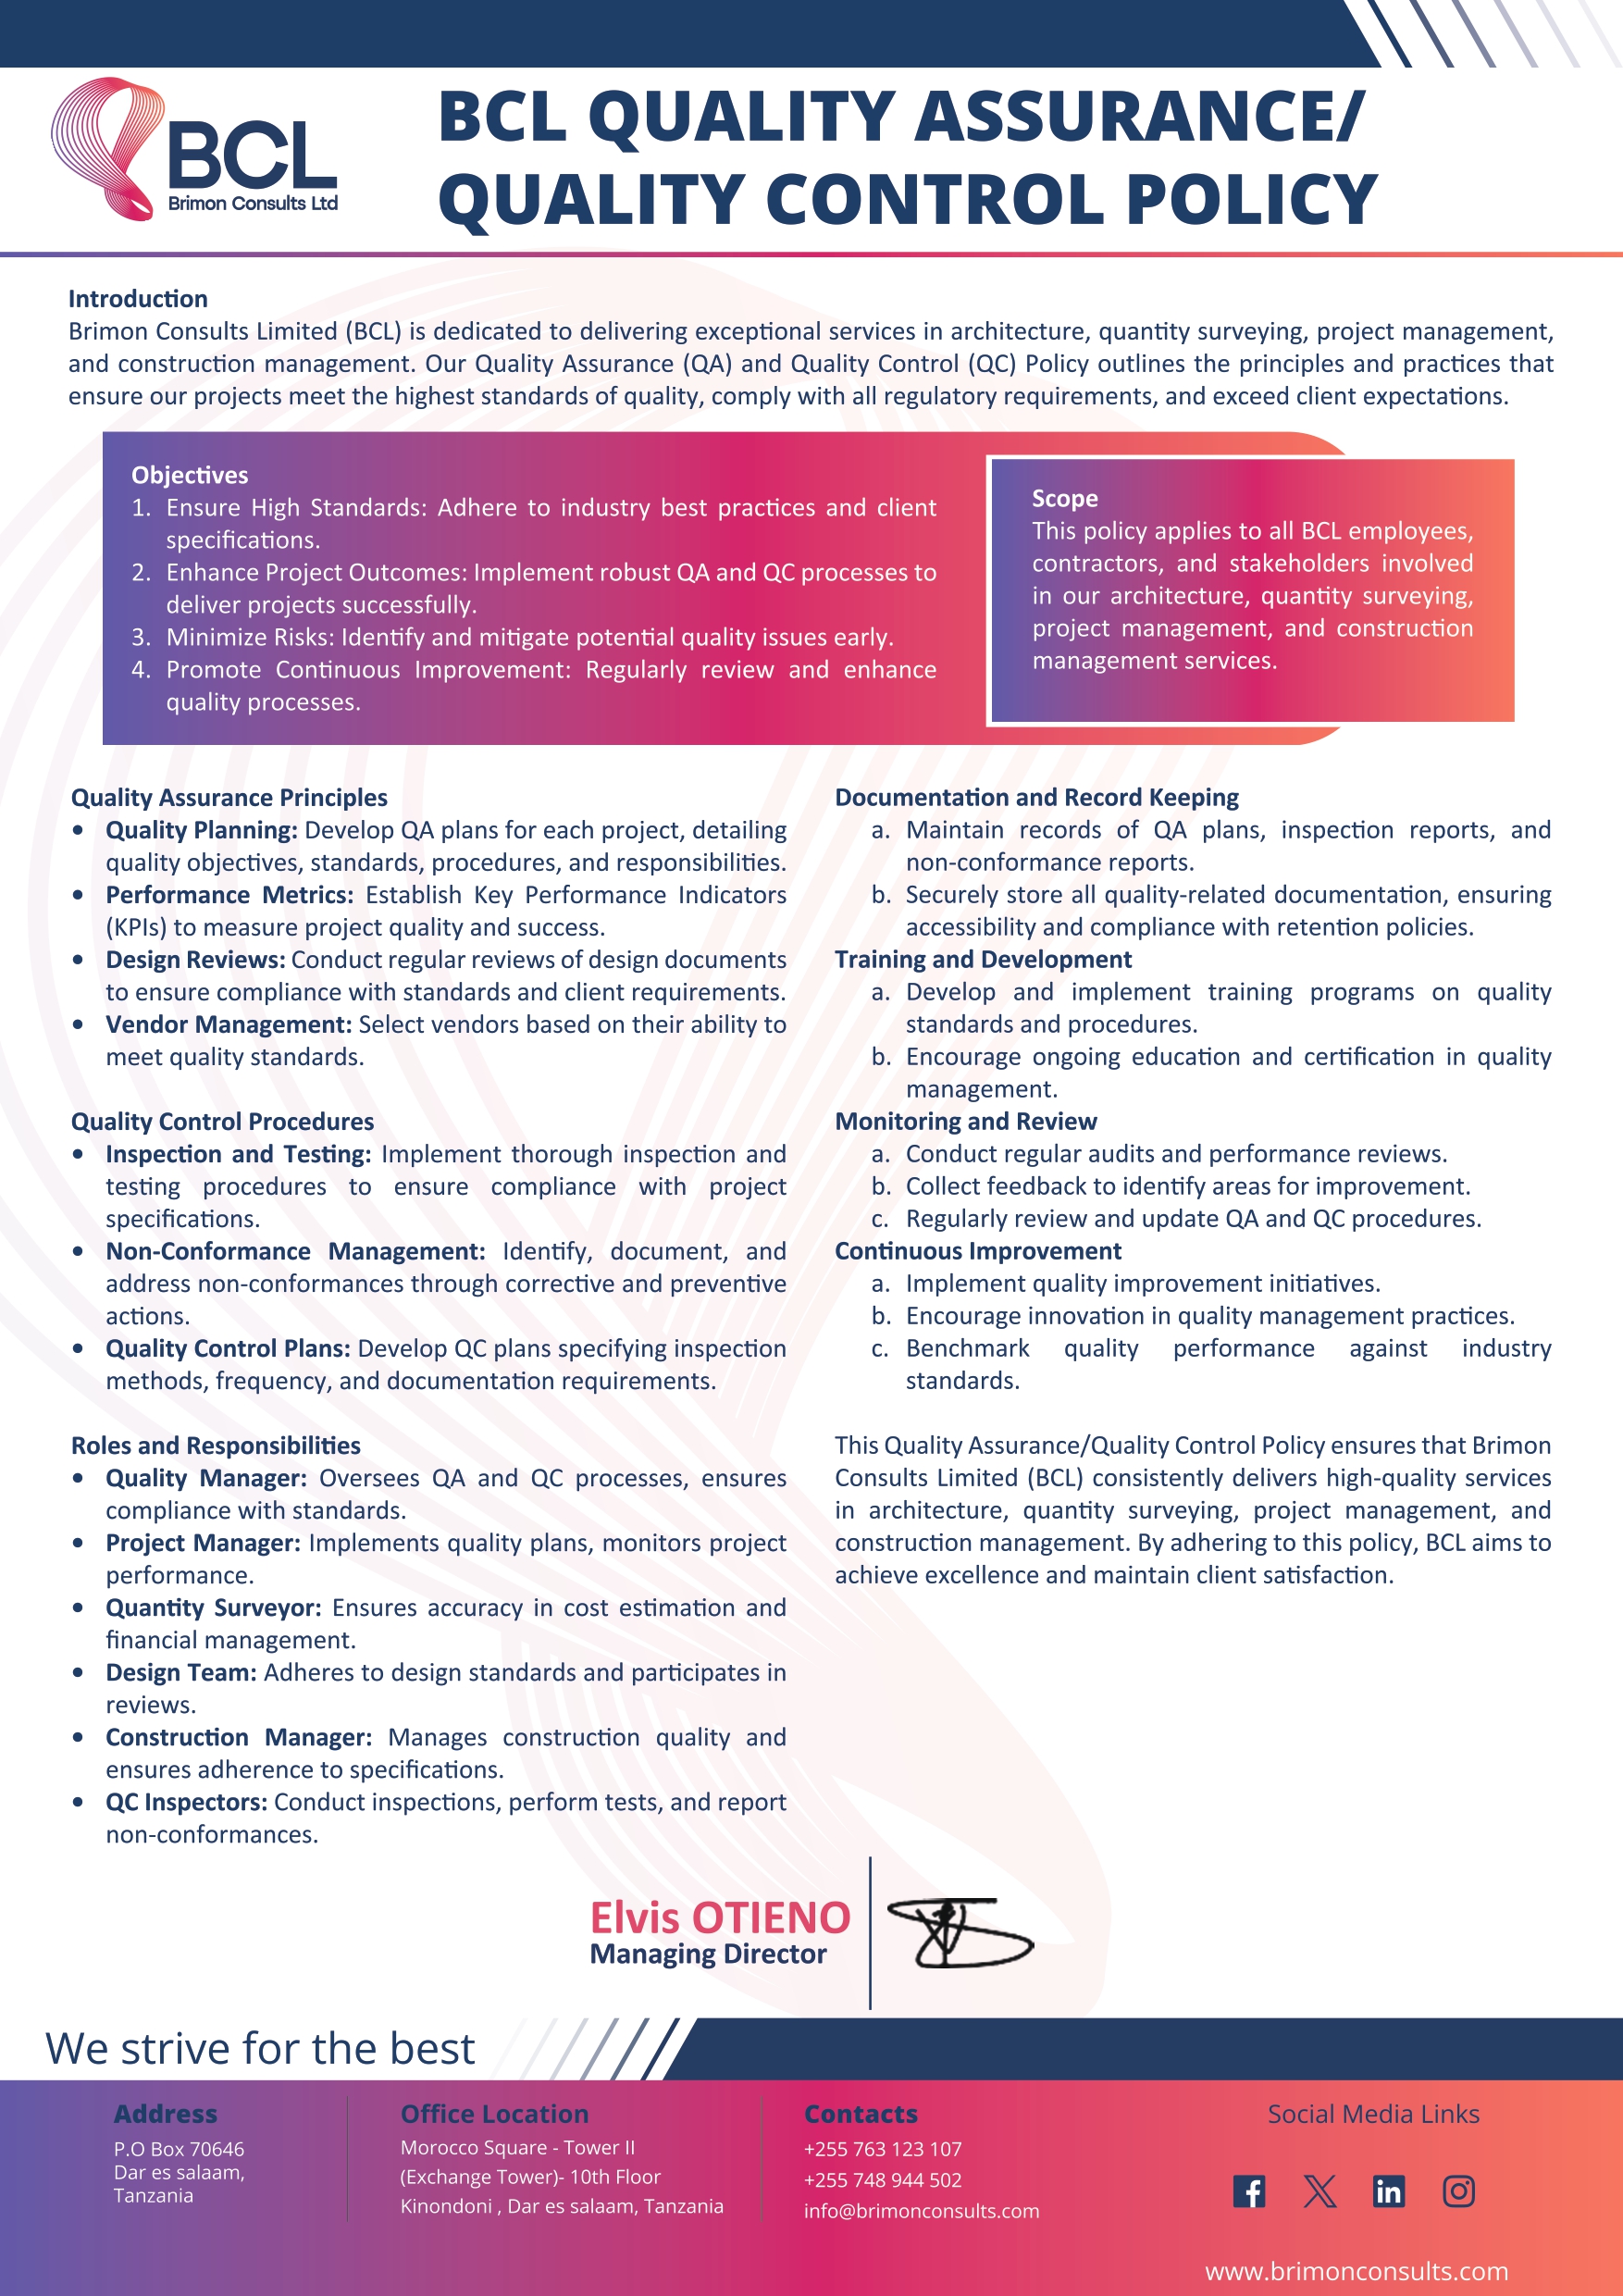 BCL
Brimon Consults Ltd
BCL QUALITY ASSURANCE/
QUALITY CONTROL POLICY
Introduction
Brimon Consults Limited (BCL) is dedicated to delivering exceptional services in architecture, quantity surveying, project management,
and construction management. Our Quality Assurance (QA) and Quality Control (QC) Policy outlines the principles and practices that
ensure our projects meet the highest standards of quality, comply with all regulatory requirements, and exceed client expectations.
Objectives
1. Ensure High Standards: Adhere to industry best practices and client
specifications.
2. Enhance Project Outcomes: Implement robust QA and QC processes to
deliver projects successfully.
3. Minimize Risks: Identify and mitigate potential quality issues early.
4. Promote Continuous Improvement: Regularly review and enhance
quality processes.
Scope
This policy applies to all BCL employees,
contractors, and stakeholders involved
in our architecture, quantity surveying,
project management, and construction
management services.
Quality Assurance Principles
• Quality Planning: Develop QA plans for each project, detailing
quality objectives, standards, procedures, and responsibilities.
• Performance Metrics: Establish Key Performance Indicators
(KPIs) to measure project quality and success.
• Design Reviews: Conduct regular reviews of design documents
to ensure compliance with standards and client requirements.
• Vendor Management: Select vendors based on their ability to
meet quality standards.
Quality Control Procedures
• Inspection and Testing: Implement thorough inspection and
testing procedures to ensure compliance with project
specifications.
• Non-Conformance Management: Identify, document, and
address non-conformances through corrective and preventive
actions.
• Quality Control Plans: Develop QC plans specifying inspection
methods, frequency, and documentation requirements.
Roles and Responsibilities
• Quality Manager: Oversees QA and QC processes, ensures
compliance with standards.
• Project Manager: Implements quality plans, monitors project
performance.
• Quantity Surveyor: Ensures accuracy in cost estimation and
financial management.
• Design Team: Adheres to design standards and participates in
reviews.
• Construction Manager: Manages construction quality and
ensures adherence to specifications.
• QC Inspectors: Conduct inspections, perform tests, and report
non-conformances.
Documentation and Record Keeping
a. Maintain records of QA plans, inspection reports, and
non-conformance reports.
b. Securely store all quality-related documentation, ensuring
accessibility and compliance with retention policies.
Training and Development
a. Develop and implement training programs on quality
standards and procedures.
b. Encourage ongoing education and certification in quality
management.
Monitoring and Review
a. Conduct regular audits and performance reviews.
b. Collect feedback to identify areas for improvement.
c. Regularly review and update QA and QC procedures.
Continuous Improvement
a. Implement quality improvement initiatives.
b. Encourage innovation in quality management practices.
c. Benchmark quality performance against industry
standards.
This Quality Assurance/Quality Control Policy ensures that Brimon
Consults Limited (BCL) consistently delivers high-quality services
in architecture, quantity surveying, project management, and
construction management. By adhering to this policy, BCL aims to
achieve excellence and maintain client satisfaction.
Elvis OTIENO
Managing Director
We strive for the best
Address
P.O Box 70646
Dar es salaam,
Tanzania
Office Location
Morocco Square - Tower II
(Exchange Tower)- 10th Floor
Kinondoni , Dar es salaam, Tanzania
Contacts
+255 763 123 107
+255 748 944 502
info@brimonconsults.com
Social Media Links
www.brimonconsults.com